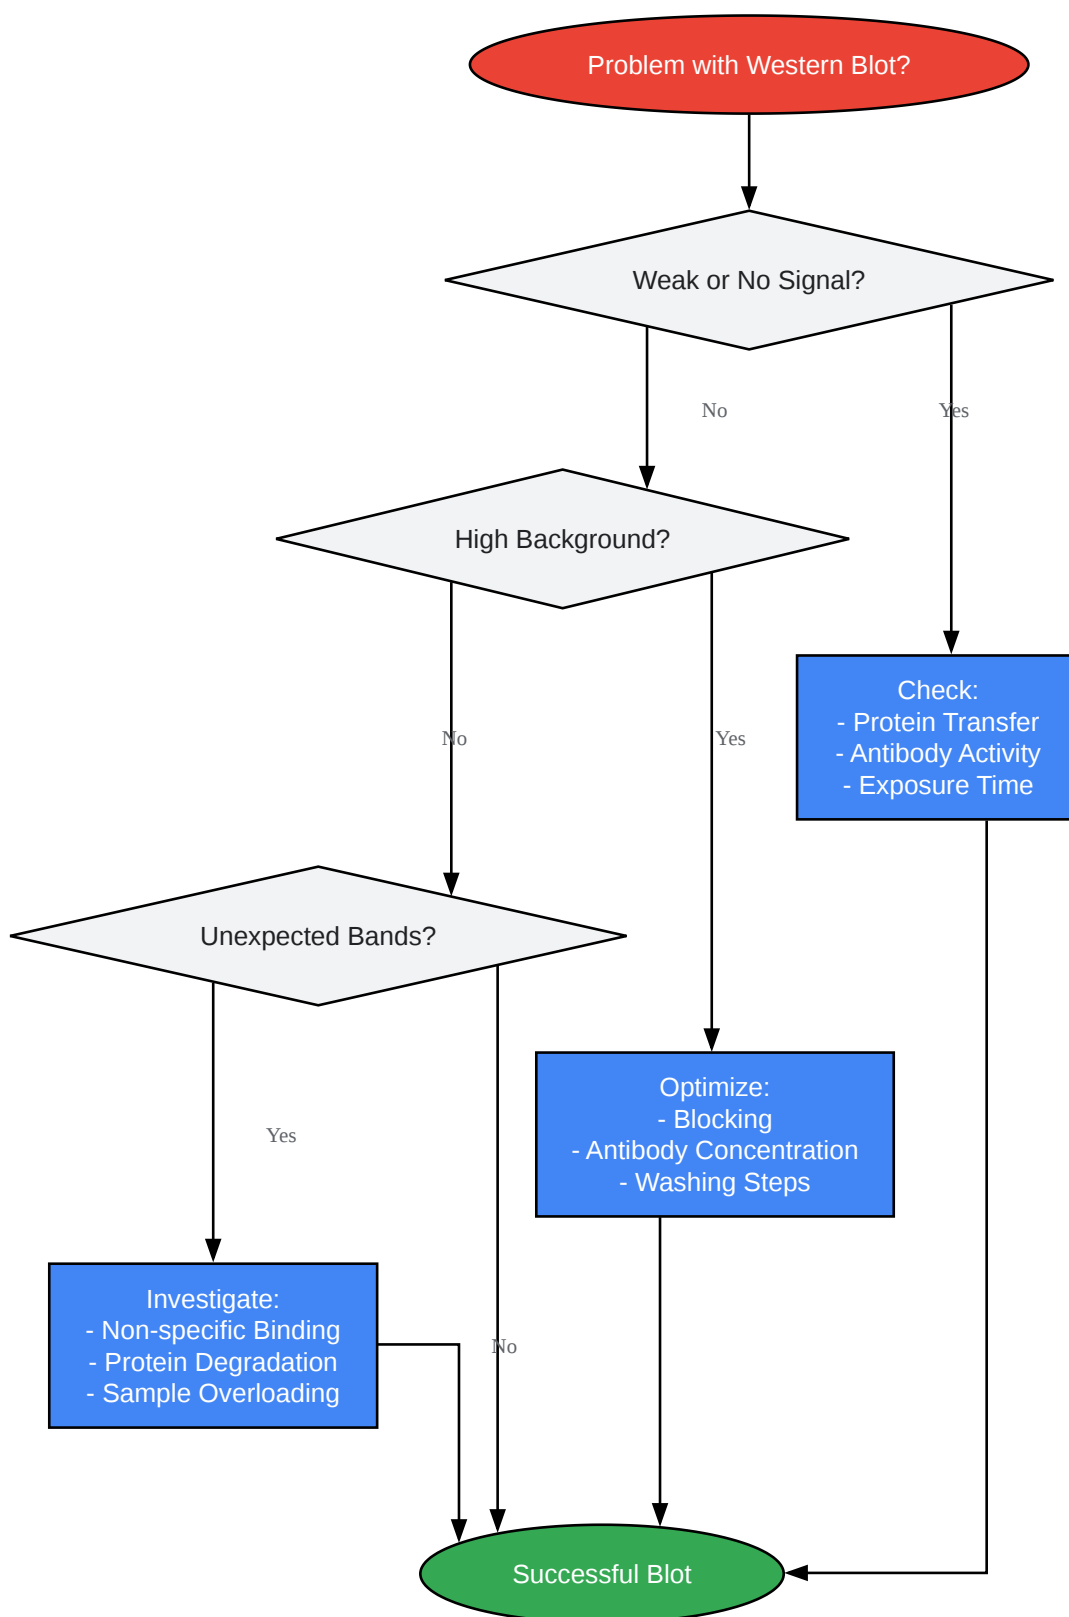 Problem with Western Blot?
Weak or No Signal?
No
Yes
High Background?
Check:
- Protein Transfer
- Antibody Activity
- Exposure Time
No
Yes
Unexpected Bands?
Optimize:
- Blocking
- Antibody Concentration
- Washing Steps
Yes
Investigate:
- Non-specific Binding
- Protein Degradation
- Sample Overloading
No
Successful Blot